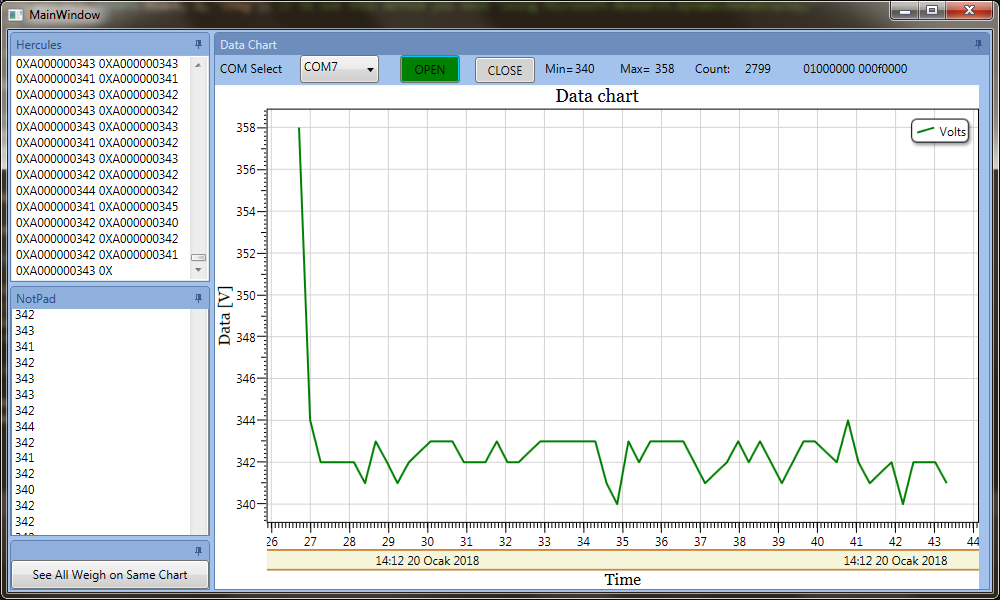 MainWindow
Hercules
0XA000000343 0XA000000343
0XA000000341 0XA000000341
0XA000000343 0XA000000342
0XA000000343 0XA000000342
0XA000000343 0XA000000343
0XA000000341 0XA000000342
0XA000000343 0XA000000343
0XA000000342 0XA000000342
0XA000000344 0XA000000342
0XA000000341 0XA000000345
0XA000000342 0XA000000340
0XA000000342 0XA000000342
0XA000000342 0XA000000341
0XA000000343 0X
NotPad
342
343
341
342
343
343
342
344
342
341
342
340
342
342
See All Weigh on Same Chart
Data Chart
COM Select COM7 OPEN CLOSE Min= 340 Max= 358 Count: 2799 01000000 000f0000
Data chart
Volts
358
356
354
352
350
348
346
344
342
340
Data [V]
26 27 28 29 30 31 32 33 34 35 36 37 38 39 40 41 42 43 44
14:12 20 Ocak 2018 14:12 20 Ocak 2018
Time